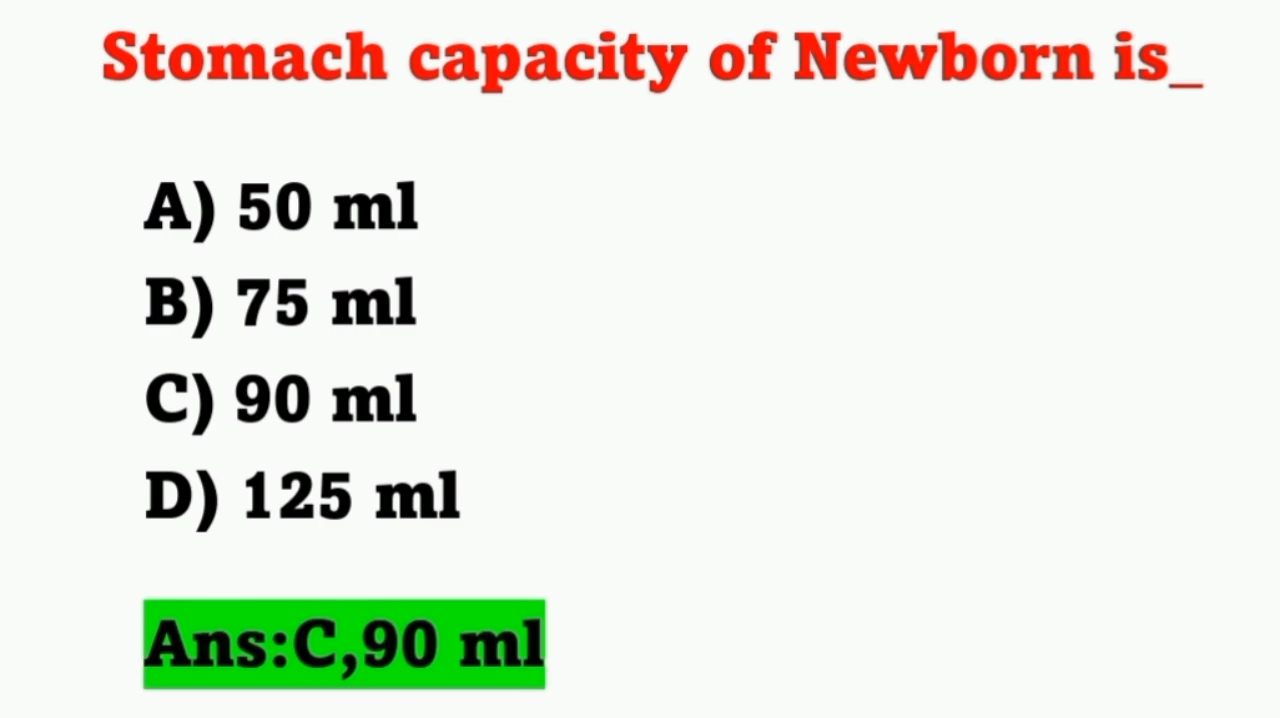 Stomach capacity of Newborn is_
A) 50 ml
B) 75 ml
C) 90 ml
D) 125 ml
Ans:C,90 ml